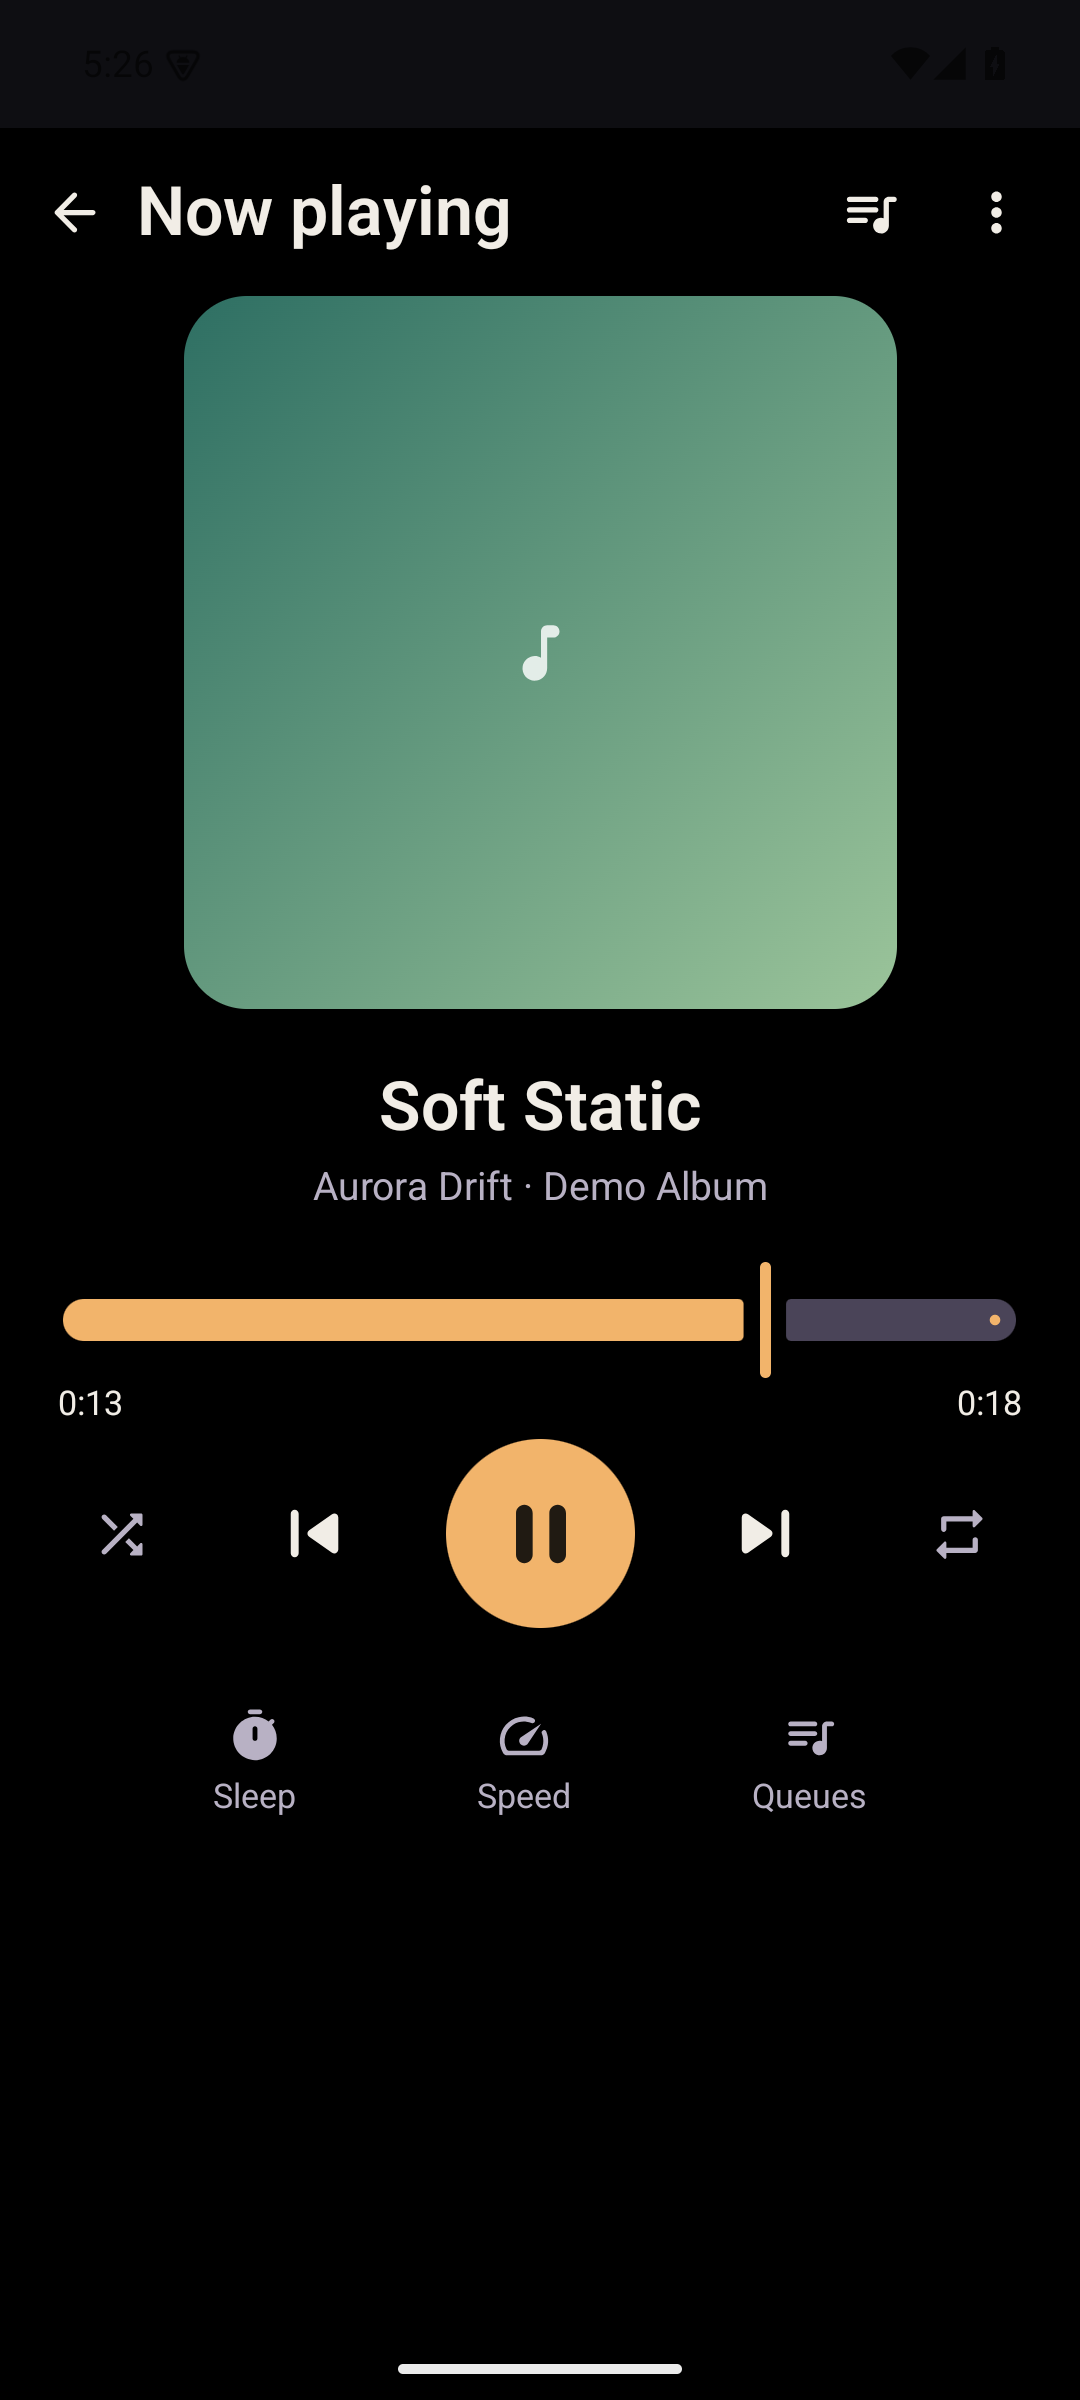 5:26
Now playing
Soft Static
Aurora Drift · Demo Album
0:13
0:18
Sleep
Speed
Queues